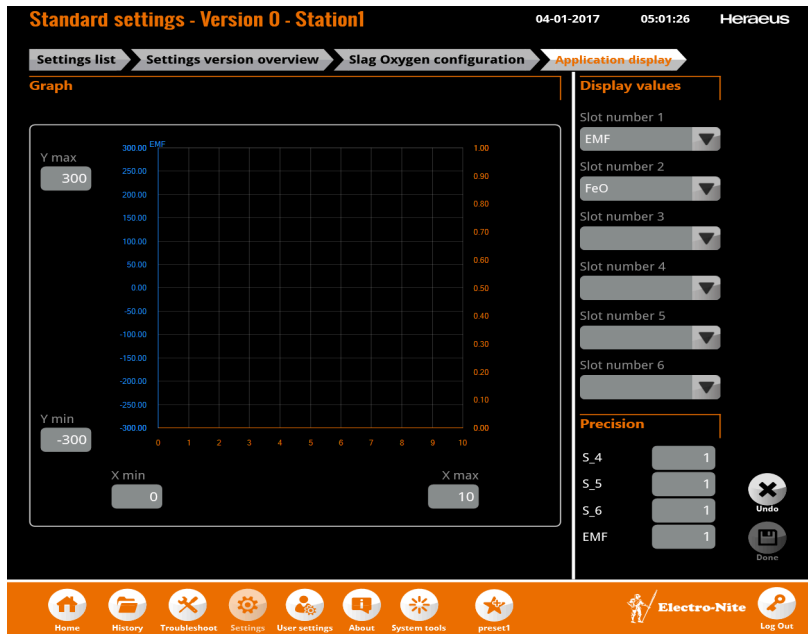 Standard settings - Version 0 - Station1
04-01-2017 05:01:26 Heraeus
Settings list Settings version overview Slag Oxygen configuration Application display
Graph
Y max
300
EMF
300.00
250.00
200.00
150.00
100.00
50.00
0.00
-50.00
-100.00
-150.00
-200.00
-250.00
-300.00
1.00
0.90
0.80
0.70
0.60
0.50
0.40
0.30
0.20
0.10
0.00
0 1 2 3 4 5 6 7 8 9 10
Y min
-300
X min
0
X max
10
Display values
Slot number 1
EMF
Slot number 2
FeO
Slot number 3
Slot number 4
Slot number 5
Slot number 6
Precision
S_4 1
S_5 1
S_6 1
EMF 1
Undo
Done
Home History Troubleshoot Settings User settings About System tools preset1
Electro-Nite
Log Out